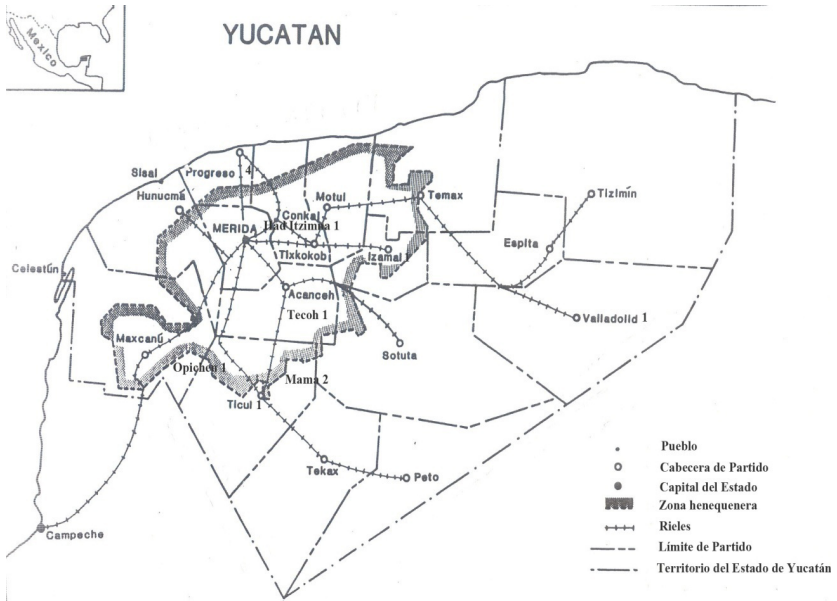 Mexico
YUCATAN
Sisal
Progreso
4
Hunucmá
Motul
Temax
Tizimín
Conkal
MERIDA
Had Itzimna 1
Tixkokob
Izamal 1
Espita
Celestún
Acanceh
Tecoh 1
Valladolid 1
Maxcanú
Sotuta
Opichen 1
Mama 2
Ticul 1
Tekax
Peto
Campeche
Pueblo
Cabecera de Partido
Capital del Estado
Zona henequenera
Rieles
Límite de Partido
Territorio del Estado de Yucatán